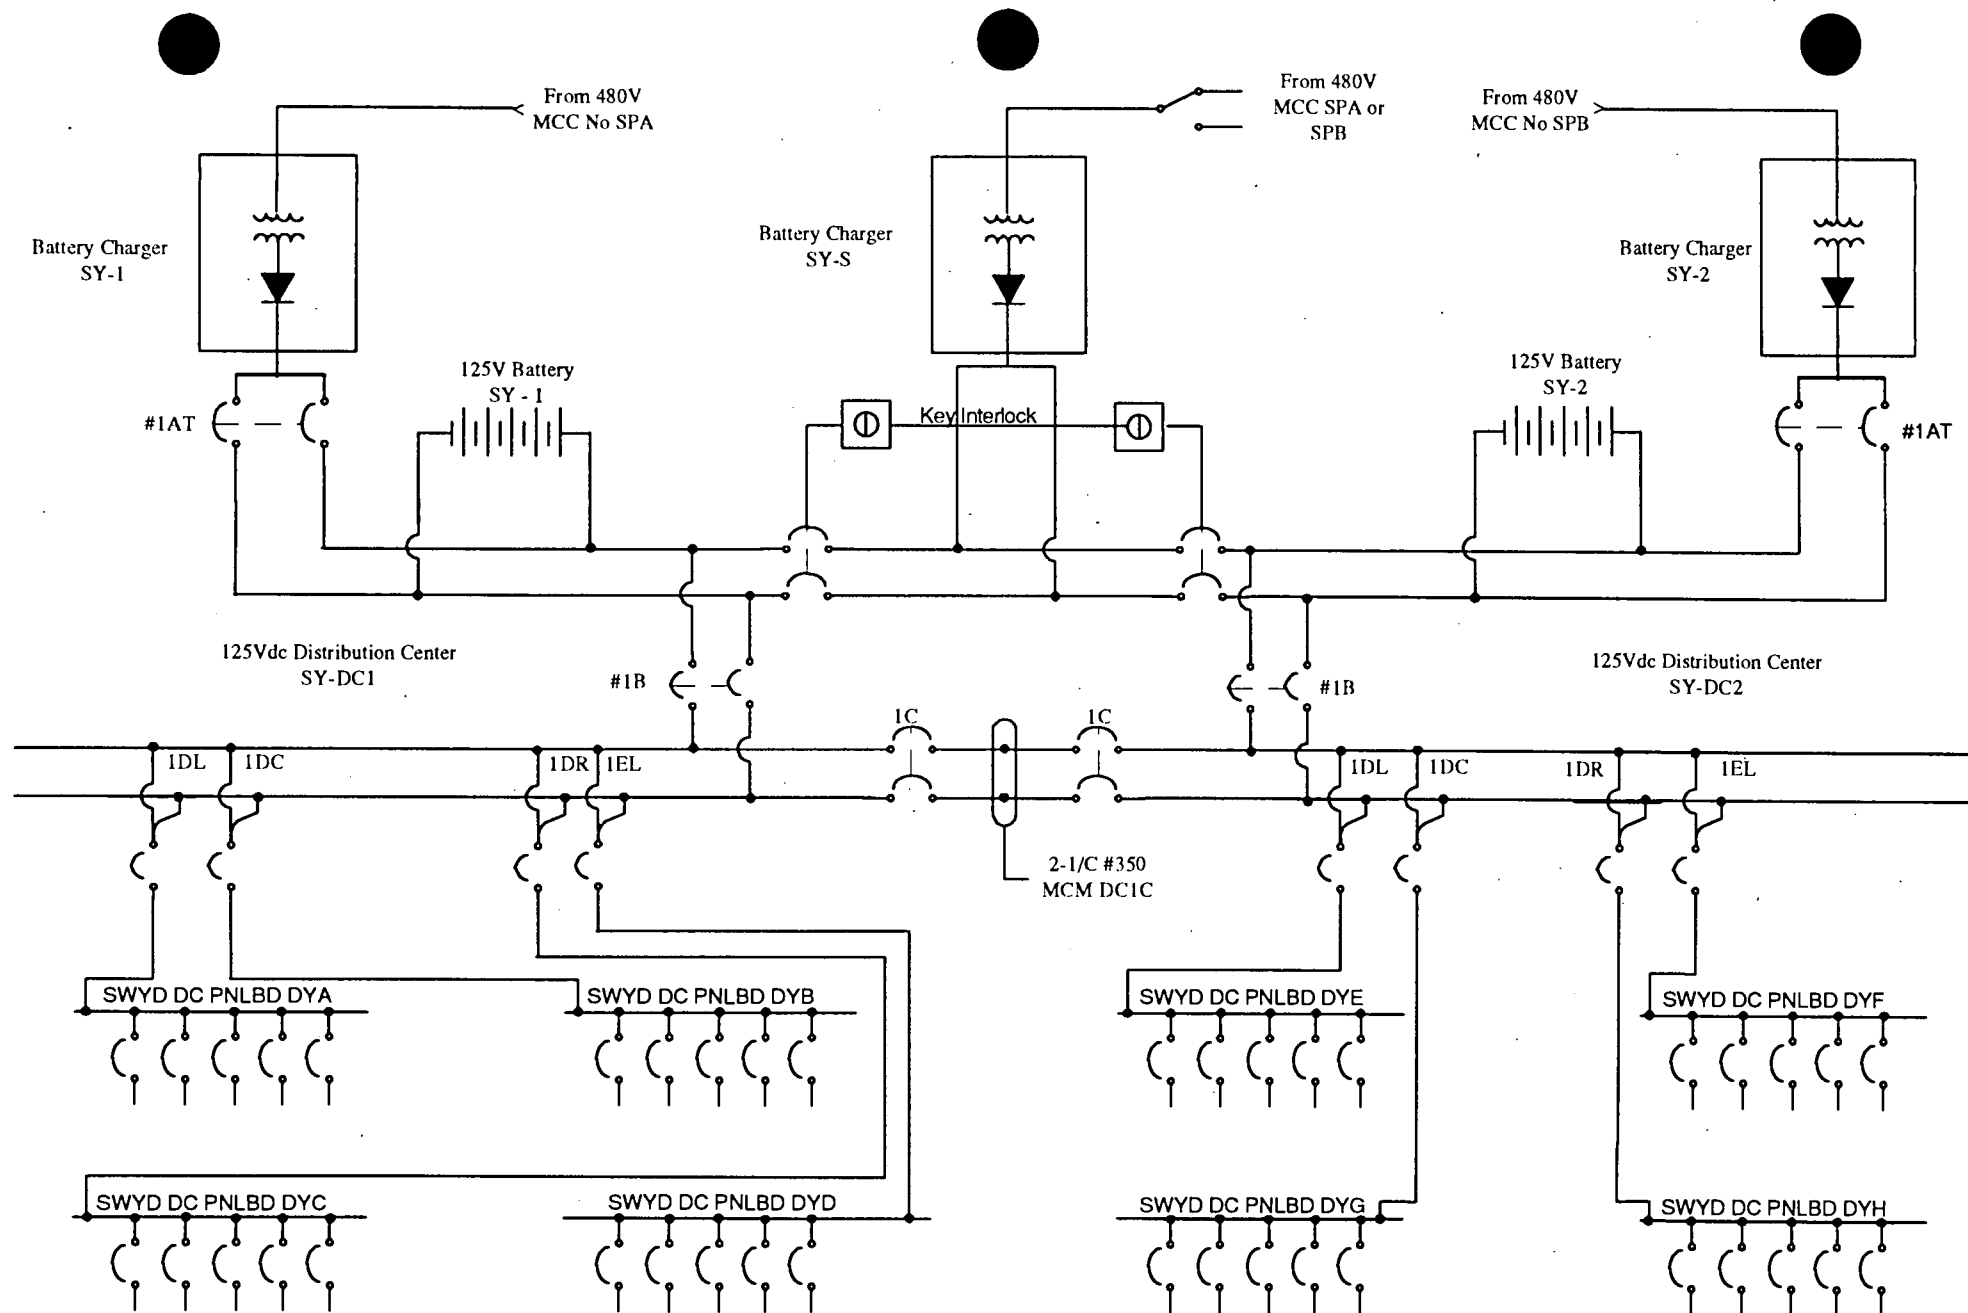 From 480V
MCC No SPA
From 480V
MCC SPA or
SPB
From 480V
MCC No SPB
Battery Charger
SY-1
Battery Charger
SY-S
Battery Charger
SY-2
125V Battery
SY - 1
125V Battery
SY-2
#1AT
Key Interlock
#1AT
125Vdc Distribution Center
SY-DC1
125Vdc Distribution Center
SY-DC2
#1B
#1B
1C
1C
1DL
1DC
1DR
1EL
1DL
1DC
1DR
1EL
2-1/C #350
MCM DC1C
SWYD DC PNLBD DYA
SWYD DC PNLBD DYB
SWYD DC PNLBD DYE
SWYD DC PNLBD DYF
SWYD DC PNLBD DYC
SWYD DC PNLBD DYD
SWYD DC PNLBD DYG
SWYD DC PNLBD DYH